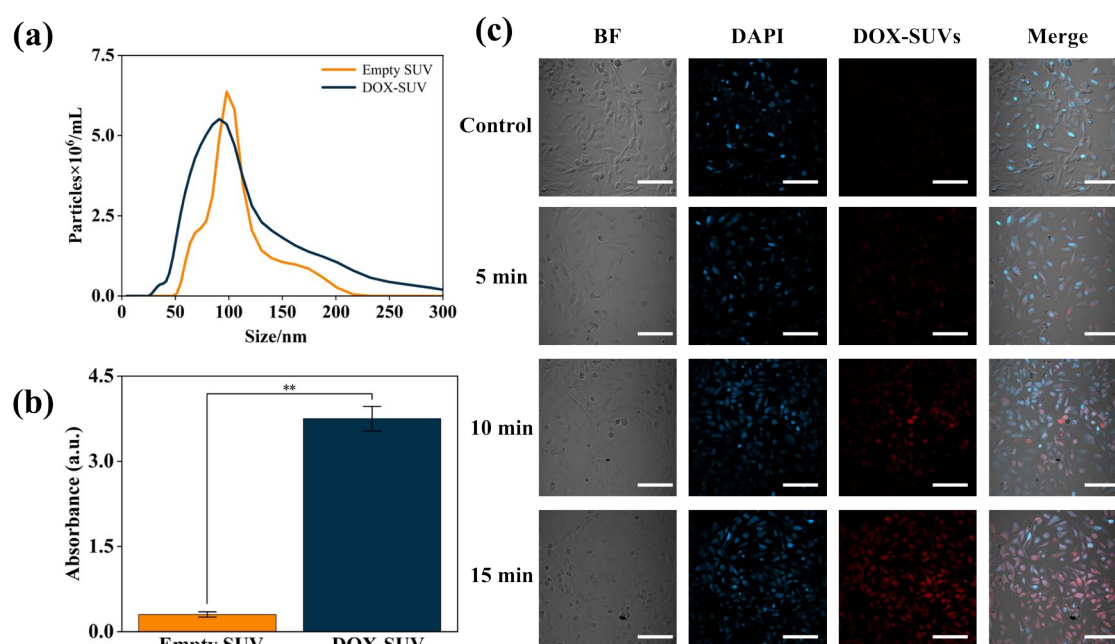 (a)
Particles×10⁶/mL
7.5
5.0
2.5
0.0
Empty SUV
DOX-SUV
0 50 100 150 200 250 300
Size/nm
(b)
Absorbance (a.u.)
4.5
3.0
1.5
0.0
**
Empty SUV DOX-SUV
(c)
BF DAPI DOX-SUVs Merge
Control
5 min
10 min
15 min